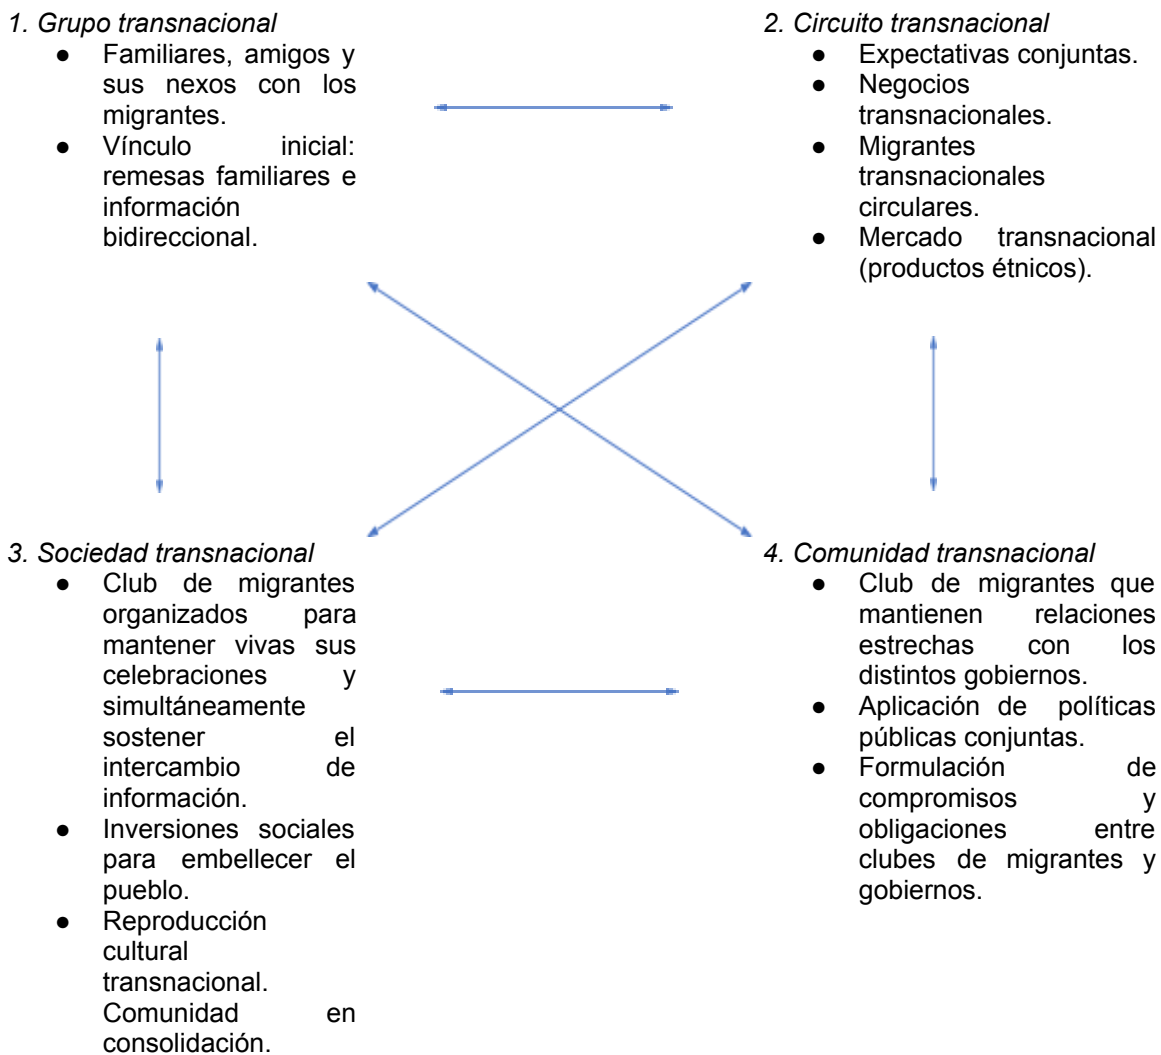 1. Grupo transnacional
● Familiares, amigos y
sus nexos con los
migrantes.
● Vínculo inicial:
remesas familiares e
información
bidireccional.
2. Circuito transnacional
● Expectativas conjuntas.
● Negocios
transnacionales.
● Migrantes
transnacionales
circulares.
● Mercado transnacional
(productos étnicos).
3. Sociedad transnacional
● Club de migrantes
organizados para
mantener vivas sus
celebraciones y
simultáneamente
sostener el
intercambio de
información.
● Inversiones sociales
para embellecer el
pueblo.
● Reproducción
cultural
transnacional.
Comunidad en
consolidación.
4. Comunidad transnacional
● Club de migrantes que
mantienen relaciones
estrechas con los
distintos gobiernos.
● Aplicación de políticas
públicas conjuntas.
● Formulación de
compromisos y
obligaciones entre
clubes de migrantes y
gobiernos.